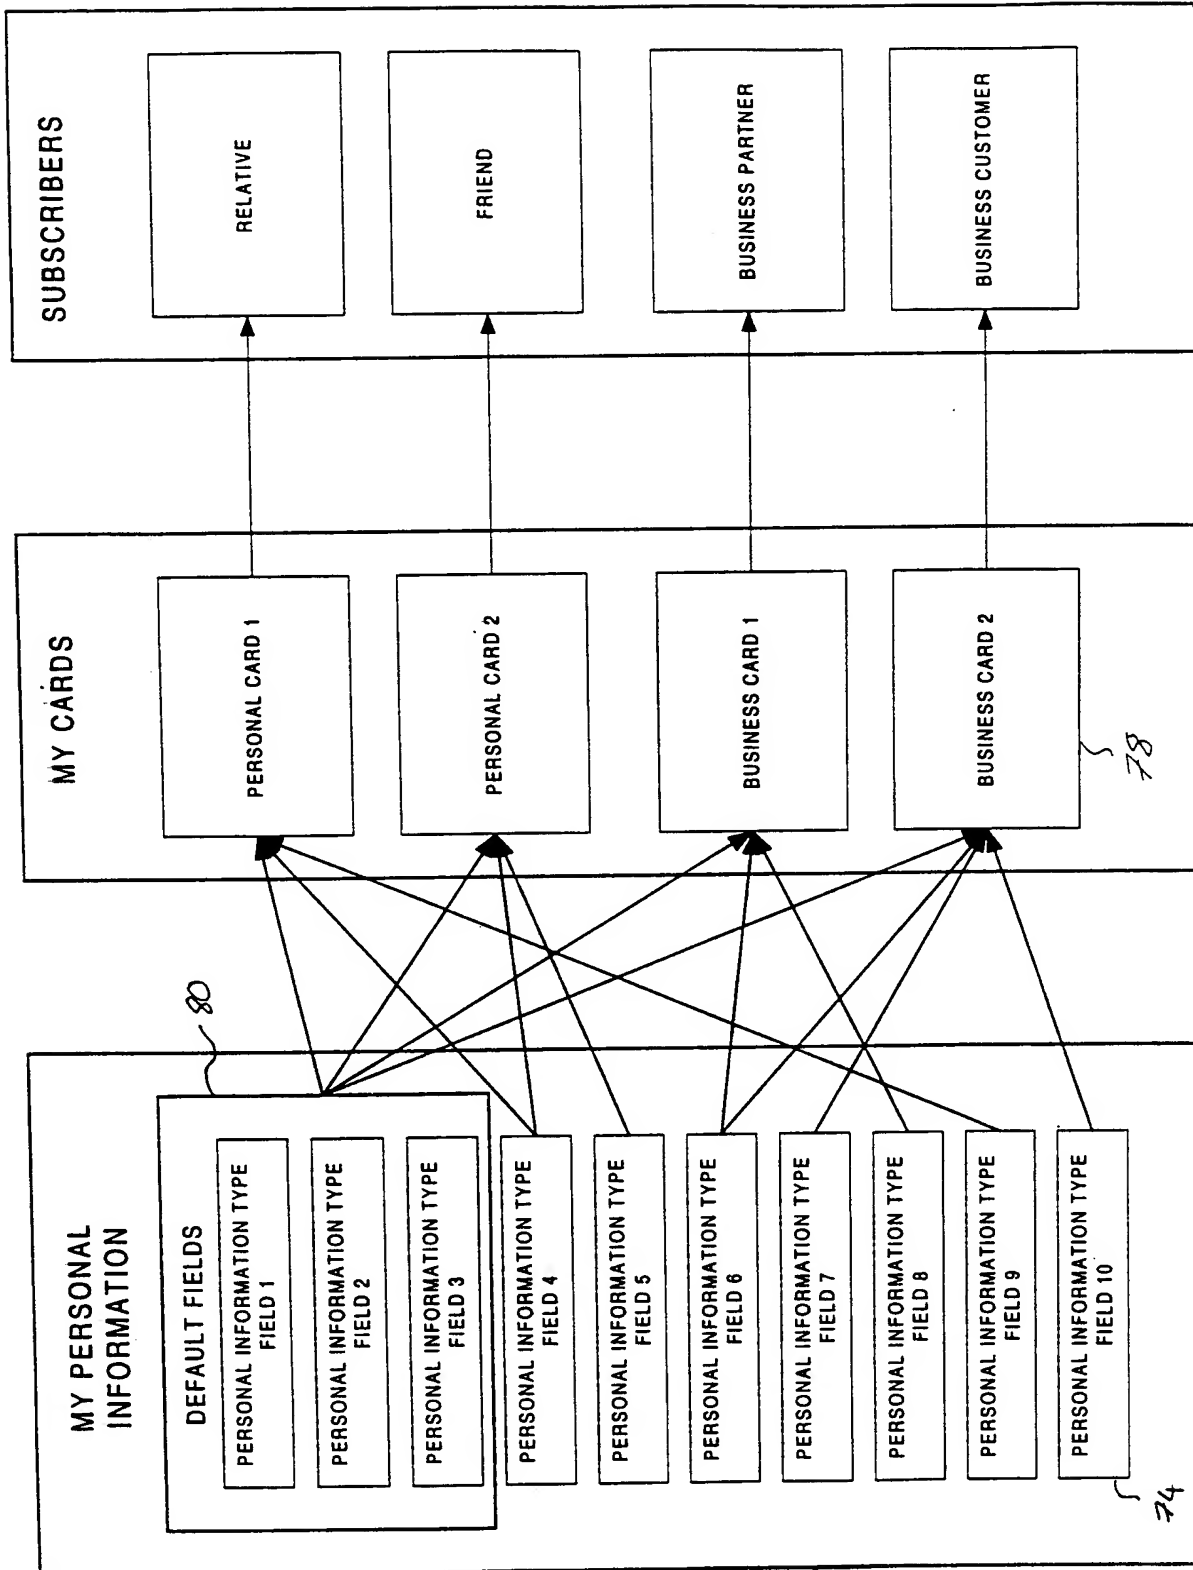 MY PERSONAL
INFORMATION
DEFAULT FIELDS
PERSONAL INFORMATION TYPE
FIELD 1
PERSONAL INFORMATION TYPE
FIELD 2
PERSONAL INFORMATION TYPE
FIELD 3
PERSONAL INFORMATION TYPE
FIELD 4
PERSONAL INFORMATION TYPE
FIELD 5
PERSONAL INFORMATION TYPE
FIELD 6
PERSONAL INFORMATION TYPE
FIELD 7
PERSONAL INFORMATION TYPE
FIELD 8
PERSONAL INFORMATION TYPE
FIELD 9
PERSONAL INFORMATION TYPE
FIELD 10
74
80
MY CARDS
PERSONAL CARD 1
PERSONAL CARD 2
BUSINESS CARD 1
BUSINESS CARD 2
78
SUBSCRIBERS
RELATIVE
FRIEND
BUSINESS PARTNER
BUSINESS CUSTOMER